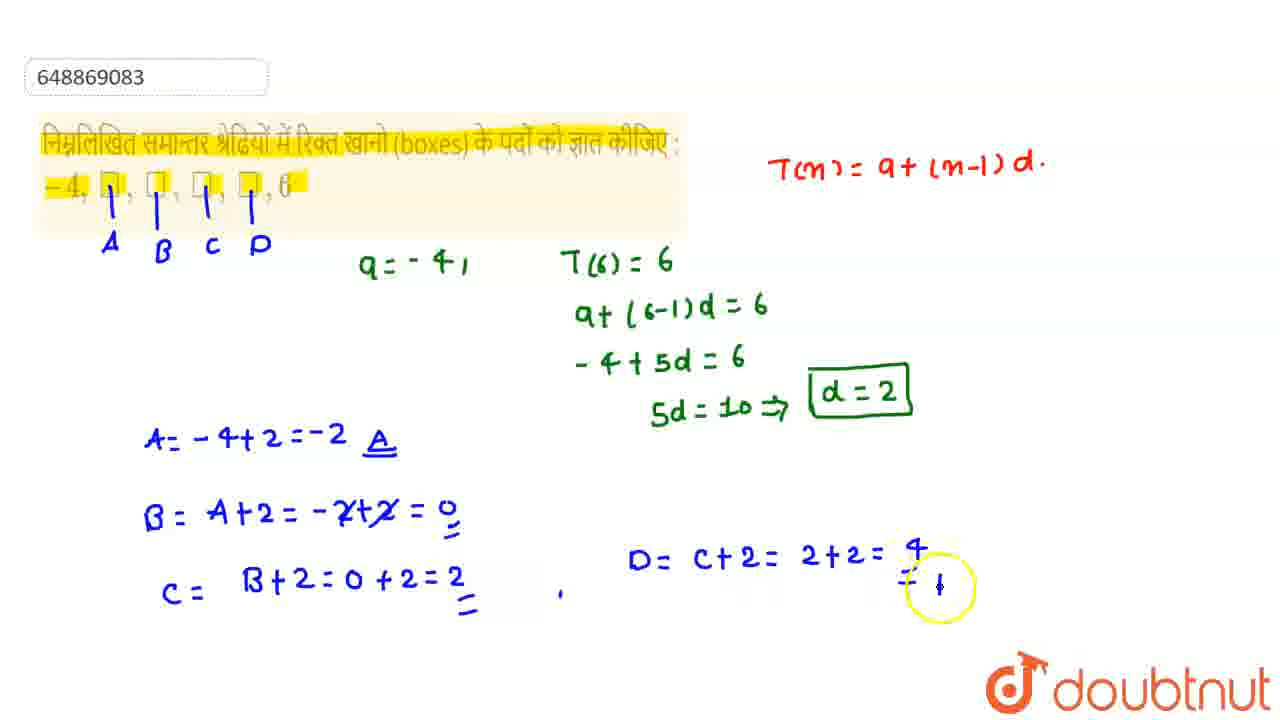 648869083
निम्नलिखित समान्तर श्रेढ़ियों में रिक्त खानो (boxes) के पदों को ज्ञात कीजिए :
-4, □, □, □, □, 6
A B C D
T(n) = a + (n-1) d.
a = -4,
T(6) = 6
a + (6-1) d = 6
-4 + 5d = 6
5d = 10 ⇒ d = 2
A = -4 + 2 = -2 A
B = A + 2 = -2 + 2 = 0
C = B + 2 = 0 + 2 = 2 ,
D = C + 2 = 2 + 2 = 4
doubtnut